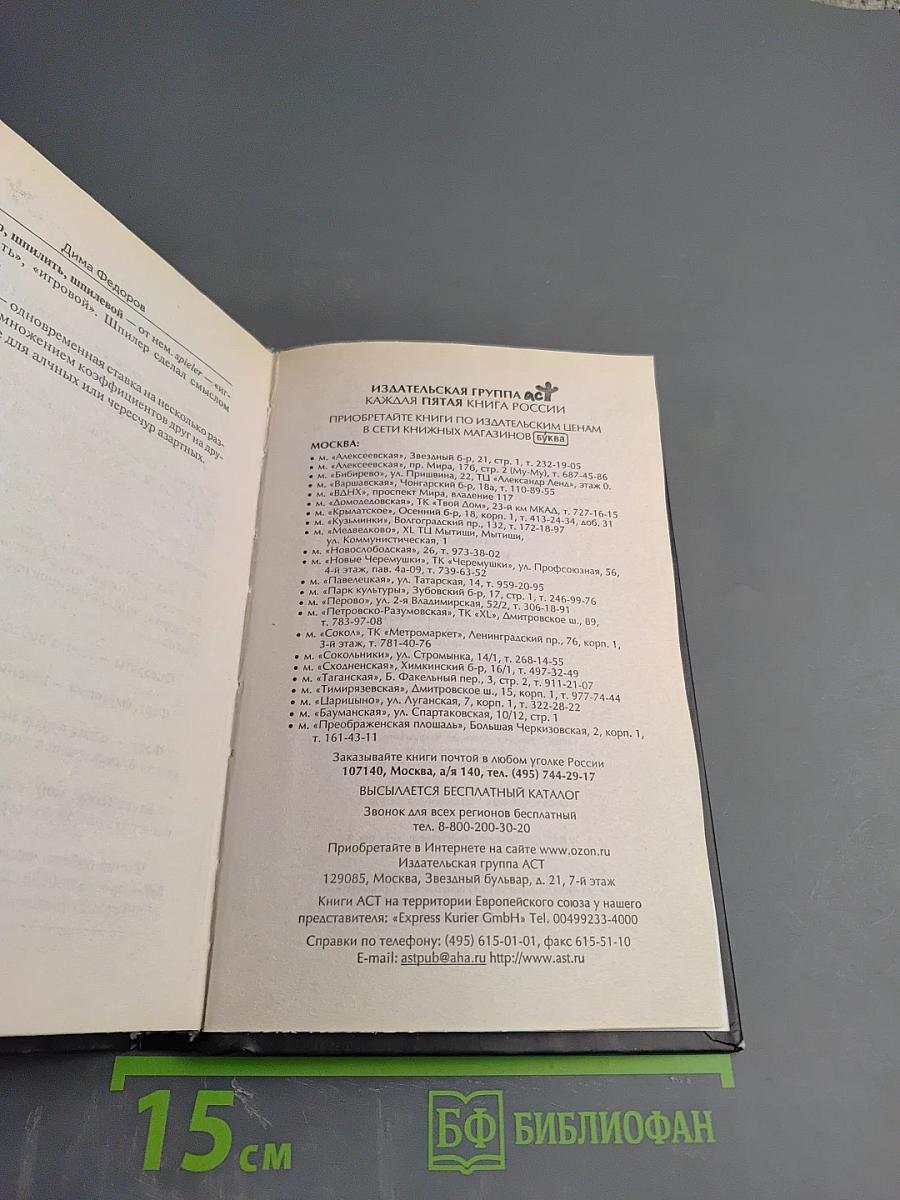 Дима Федоров
р, шпилить, шпилевой — от нем. spieler — «иг-
ть», «игровой». Шпилер сделал смыслом
— одновременная ставка на несколько раз-
множением коэффициентов друг на дру-
е для алчных или чересчур азартных.
ИЗДАТЕЛЬСКАЯ ГРУППА аст
КАЖДАЯ ПЯТАЯ КНИГА РОССИИ
ПРИОБРЕТАЙТЕ КНИГИ ПО ИЗДАТЕЛЬСКИМ ЦЕНАМ
В СЕТИ КНИЖНЫХ МАГАЗИНОВ Буква
МОСКВА:
• м. «Алексеевская», Звездный б-р, 21, стр. 1, т. 232-19-05
• м. «Алексеевская», пр. Мира, 176, стр. 2 (Му-Му), т. 687-45-86
• м. «Бибирево», ул. Пришвина, 22, ТЦ «Александр Ленд», этаж 0.
• м. «Варшавская», Чонгарский б-р, 18а, т. 110-89-55
• м. «ВДНХ», проспект Мира, владение 117
• м. «Домодедовская», ТК «Твой Дом», 23-й км МКАД, т. 727-16-15
• м. «Крылатское», Осенний б-р, 18, корп. 1, т. 413-24-34, доб. 31
• м. «Кузьминки», Волгоградский пр., 132, т. 172-18-97
• м. «Медведково», XL ТЦ Мытищи, Мытищи,
ул. Коммунистическая, 1
• м. «Новослободская», 26, т. 973-38-02
• м. «Новые Черемушки», ТК «Черемушки», ул. Профсоюзная, 56,
4-й этаж, пав. 4а-09, т. 739-63-52
• м. «Павелецкая», ул. Татарская, 14, т. 959-20-95
• м. «Парк культуры», Зубовский б-р, 17, стр. 1, т. 246-99-76
• м. «Перово», ул. 2-я Владимирская, 52/2, т. 306-18-91
• м. «Петровско-Разумовская», ТК «XL», Дмитровское ш., 89,
т. 783-97-08
• м. «Сокол», ТК «Метромаркет», Ленинградский пр., 76, корп. 1,
3-й этаж, т. 781-40-76
• м. «Сокольники», ул. Стромынка, 14/1, т. 268-14-55
• м. «Сходненская», Химкинский б-р, 16/1, т. 497-32-49
• м. «Таганская», Б. Факельный пер., 3, стр. 2, т. 911-21-07
• м. «Тимирязевская», Дмитровское ш., 15, корп. 1, т. 977-74-44
• м. «Царицыно», ул. Луганская, 7, корп. 1, т. 322-28-22
• м. «Бауманская», ул. Спартаковская, 10/12, стр. 1
• м. «Преображенская площадь», Большая Черкизовская, 2, корп. 1,
т. 161-43-11
Заказывайте книги почтой в любом уголке России
107140, Москва, а/я 140, тел. (495) 744-29-17
ВЫСЫЛАЕТСЯ БЕСПЛАТНЫЙ КАТАЛОГ
Звонок для всех регионов бесплатный
тел. 8-800-200-30-20
Приобретайте в Интернете на сайте www.ozon.ru
Издательская группа АСТ
129085, Москва, Звездный бульвар, д. 21, 7-й этаж
Книги АСТ на территории Европейского союза у нашего
представителя: «Express Kurier GmbH» Tel. 00499233-4000
Справки по телефону: (495) 615-01-01, факс 615-51-10
E-mail: astpub@aha.ru http://www.ast.ru
15 см
БФ БИБЛИОФАН